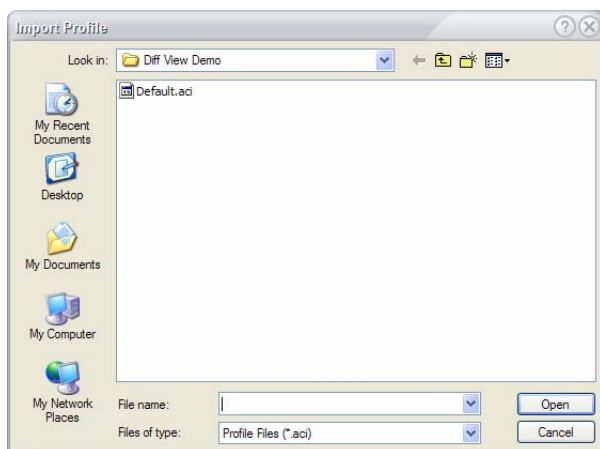 Import Profile
Look in:
Diff View Demo
Default.aci
My Recent
Documents
Desktop
My Documents
My Computer
My Network
Places
File name:
Open
Files of type:
Profile Files (*.aci)
Cancel